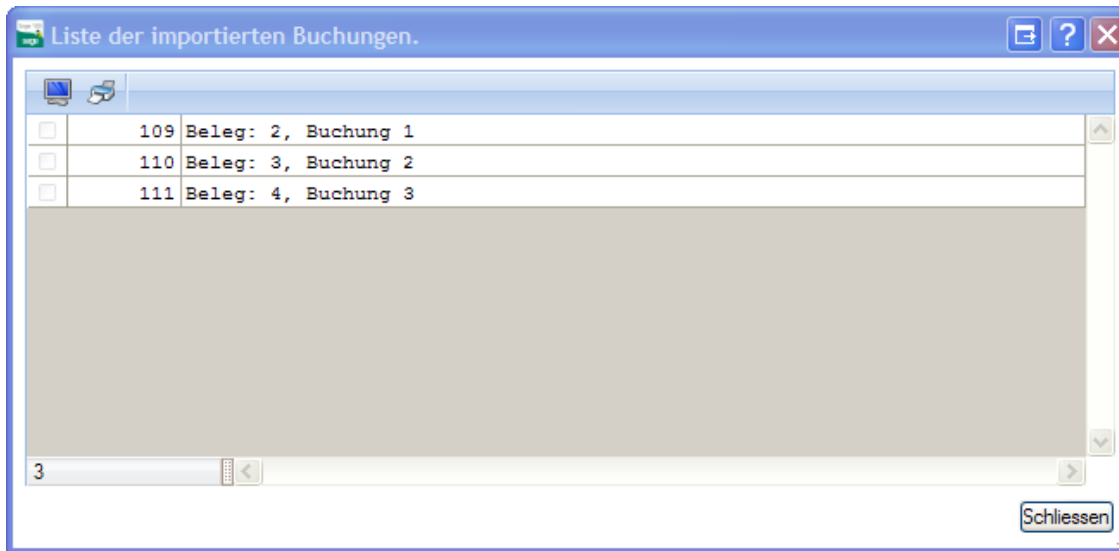 Liste der importierten Buchungen.
109 Beleg: 2, Buchung 1
110 Beleg: 3, Buchung 2
111 Beleg: 4, Buchung 3
3
Schliessen